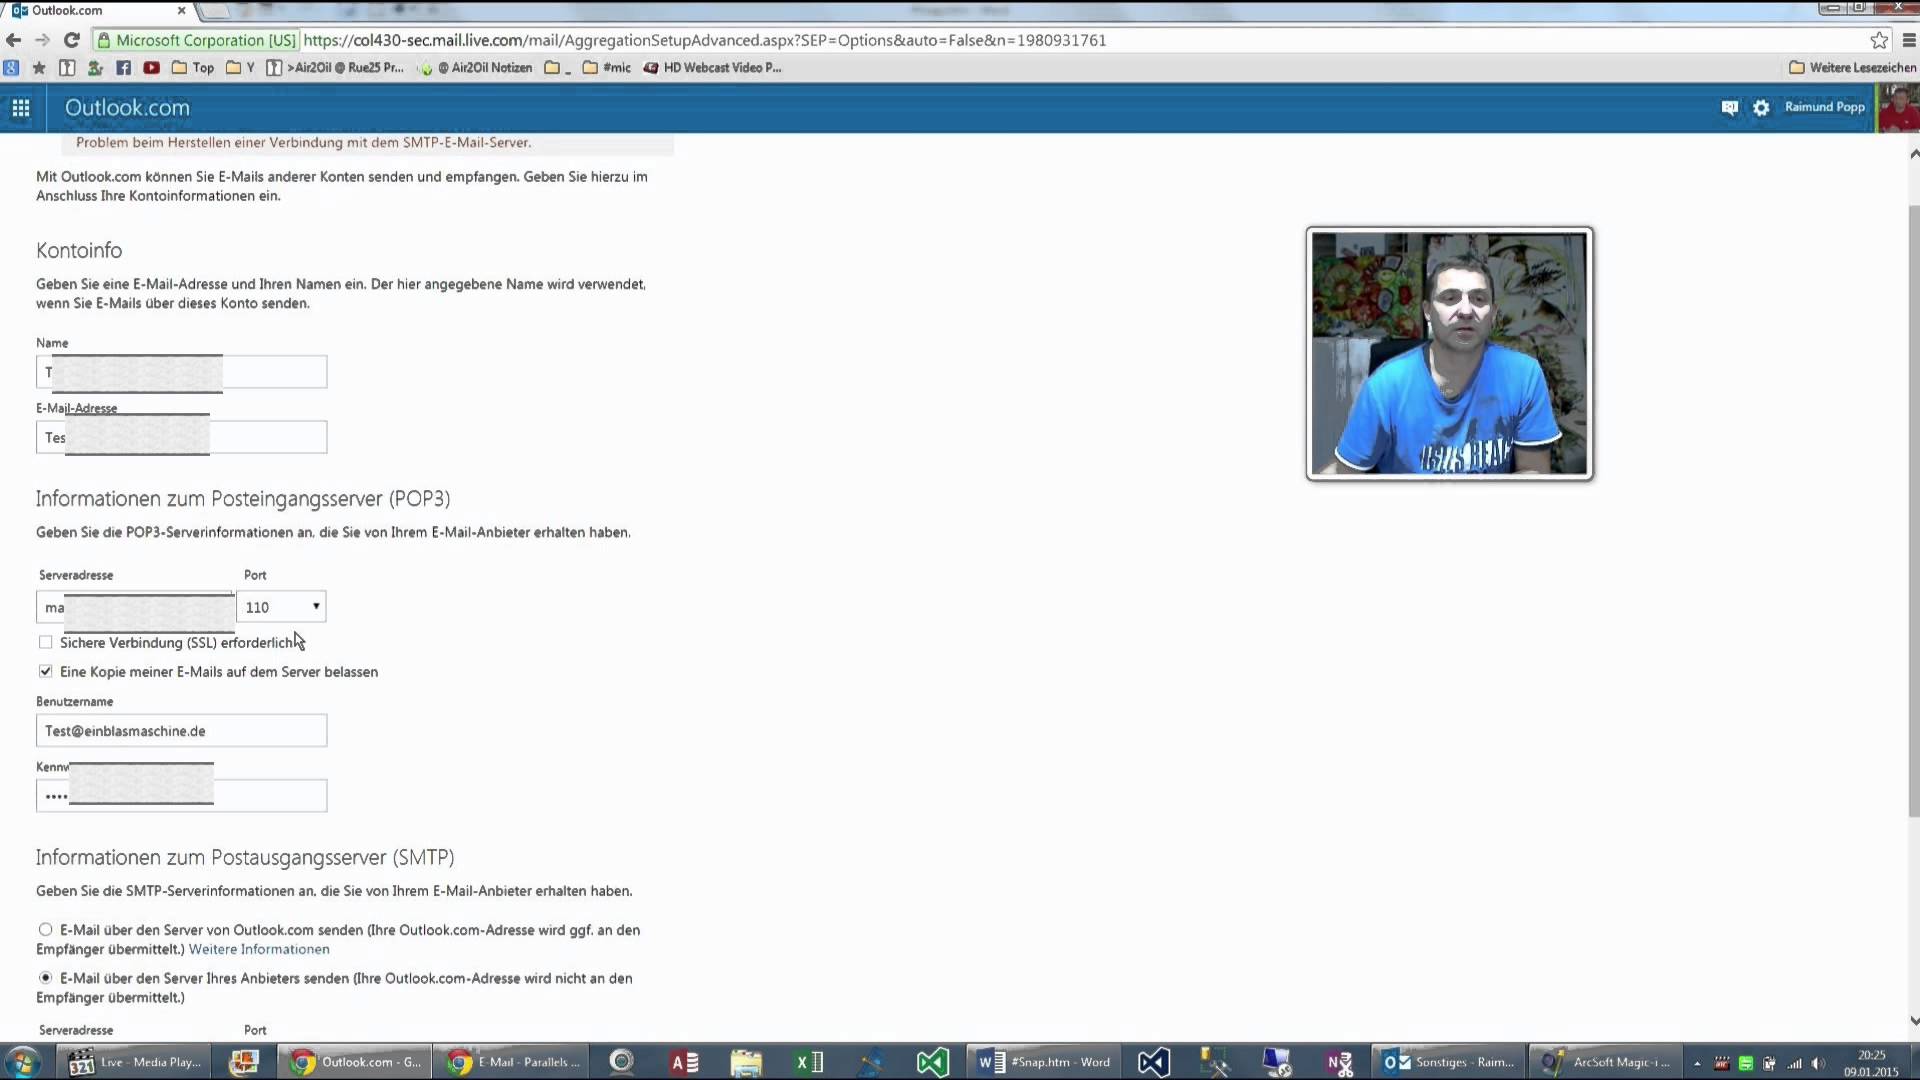 Outlook.com
Microsoft Corporation [US] https://col430-sec.mail.live.com/mail/AggregationSetupAdvanced.aspx?SEP=Options&auto=False&n=1980931761
Top Y >Air2Oil @ Rue25 Pr... @ Air2Oil Notizen _ #mic HD Webcast Video P... Weitere Lesezeichen
Outlook.com Raimund Popp
Problem beim Herstellen einer Verbindung mit dem SMTP-E-Mail-Server.
Mit Outlook.com können Sie E-Mails anderer Konten senden und empfangen. Geben Sie hierzu im
Anschluss Ihre Kontoinformationen ein.
Kontoinfo
Geben Sie eine E-Mail-Adresse und Ihren Namen ein. Der hier angegebene Name wird verwendet,
wenn Sie E-Mails über dieses Konto senden.
Name
T
E-Mail-Adresse
Tes
Informationen zum Posteingangsserver (POP3)
Geben Sie die POP3-Serverinformationen an, die Sie von Ihrem E-Mail-Anbieter erhalten haben.
Serveradresse Port
ma 110
Sichere Verbindung (SSL) erforderlich
Eine Kopie meiner E-Mails auf dem Server belassen
Benutzername
Test@einblasmaschine.de
Kennw
••••
Informationen zum Postausgangsserver (SMTP)
Geben Sie die SMTP-Serverinformationen an, die Sie von Ihrem E-Mail-Anbieter erhalten haben.
E-Mail über den Server von Outlook.com senden (Ihre Outlook.com-Adresse wird ggf. an den
Empfänger übermittelt.) Weitere Informationen
E-Mail über den Server Ihres Anbieters senden (Ihre Outlook.com-Adresse wird nicht an den
Empfänger übermittelt.)
Serveradresse Port
Live - Media Play... Outlook.com - G... E-Mail - Parallels ... #Snap.htm - Word Sonstiges - Raim... ArcSoft Magic-i ... 20:25
09.01.2015